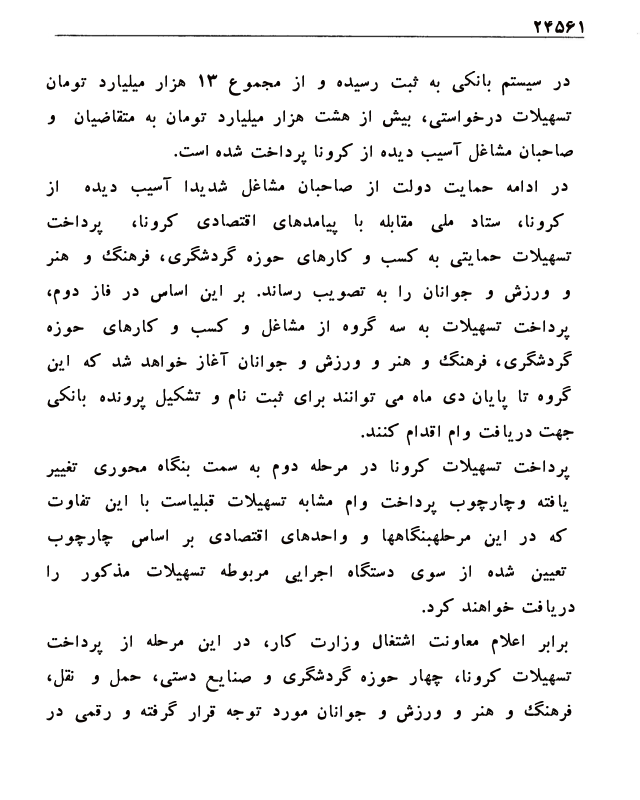 ۲۴۵۶۱
در سیستم بانکی به ثبت رسیده و از مجموع ۱۳ هزار میلیارد تومان
تسهیلات درخواستی، بیش از هشت هزار میلیارد تومان به متقاضیان و
صاحبان مشاغل آسیب دیده از کرونا پرداخت شده است.
در ادامه حمایت دولت از صاحبان مشاغل شدیدا آسیب دیده از
کرونا، ستاد ملی مقابله با پیامدهای اقتصادی کرونا، پرداخت
تسهیلات حمایتی به کسب و کارهای حوزه گردشگری، فرهنگ و هنر
و ورزش و جوانان را به تصویب رساند. بر این اساس در فاز دوم،
پرداخت تسهیلات به سه گروه از مشاغل و کسب و کارهای حوزه
گردشگری، فرهنگ و هنر و ورزش و جوانان آغاز خواهد شد که این
گروه تا پایان دی ماه می توانند برای ثبت نام و تشکیل پرونده بانکی
جهت دریافت وام اقدام کنند.
پرداخت تسهیلات کرونا در مرحله دوم به سمت بنگاه محوری تغییر
یافته وچارچوب پرداخت وام مشابه تسهیلات قبلیاست با این تفاوت
که در این مرحلهبنگاهها و واحدهای اقتصادی بر اساس چارچوب
تعیین شده از سوی دستگاه اجرایی مربوطه تسهیلات مذکور را
دریافت خواهند کرد.
برابر اعلام معاونت اشتغال وزارت کار، در این مرحله از پرداخت
تسهیلات کرونا، چهار حوزه گردشگری و صنایع دستی، حمل و نقل،
فرهنگ و هنر و ورزش و جوانان مورد توجه قرار گرفته و رقمی در